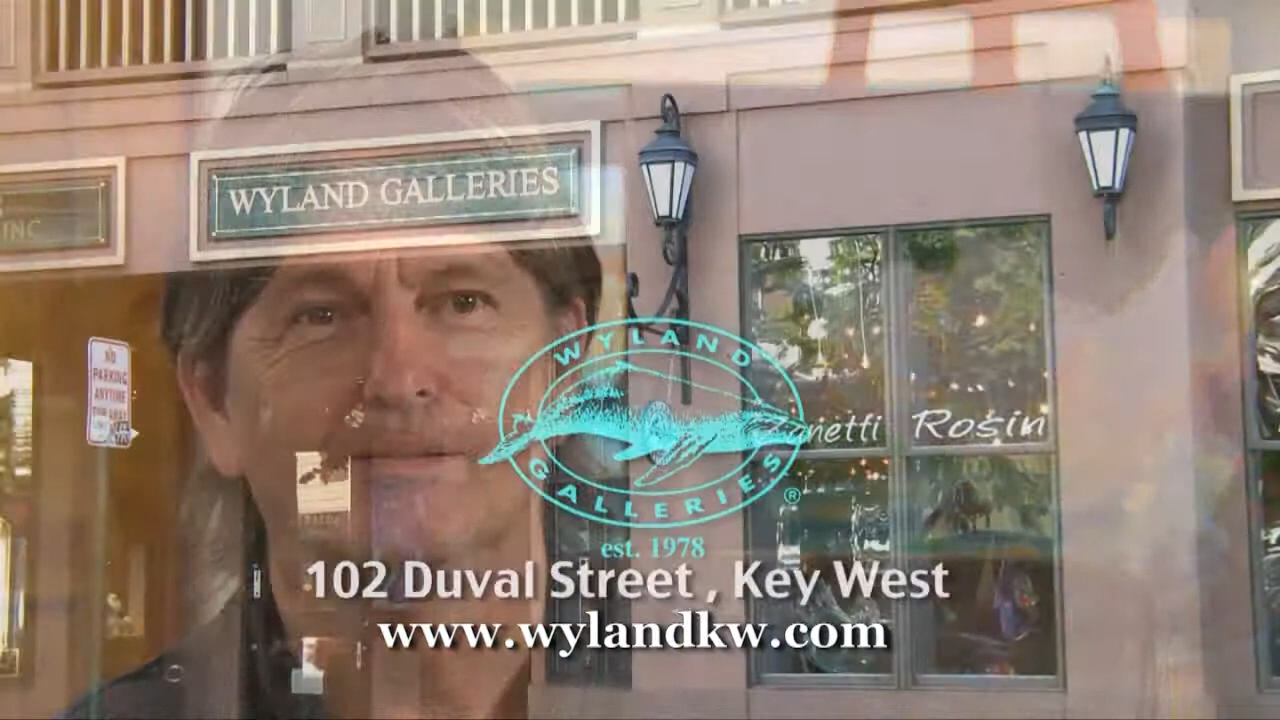 WYLAND GALLERIES
INC
NO
PARKING
ANYTIME
WYLAND
GALLERIES
®
Zanetti Rosin
est. 1978
102 Duval Street , Key West
www.wylandkw.com